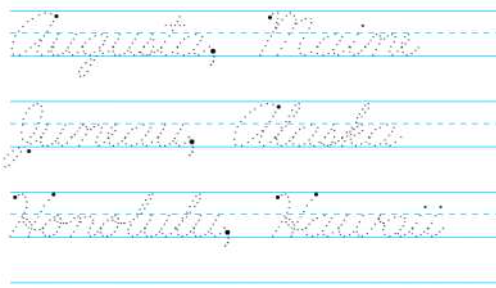 Augusta, Maine
Juneau, Alaska
Honolulu, Hawaii